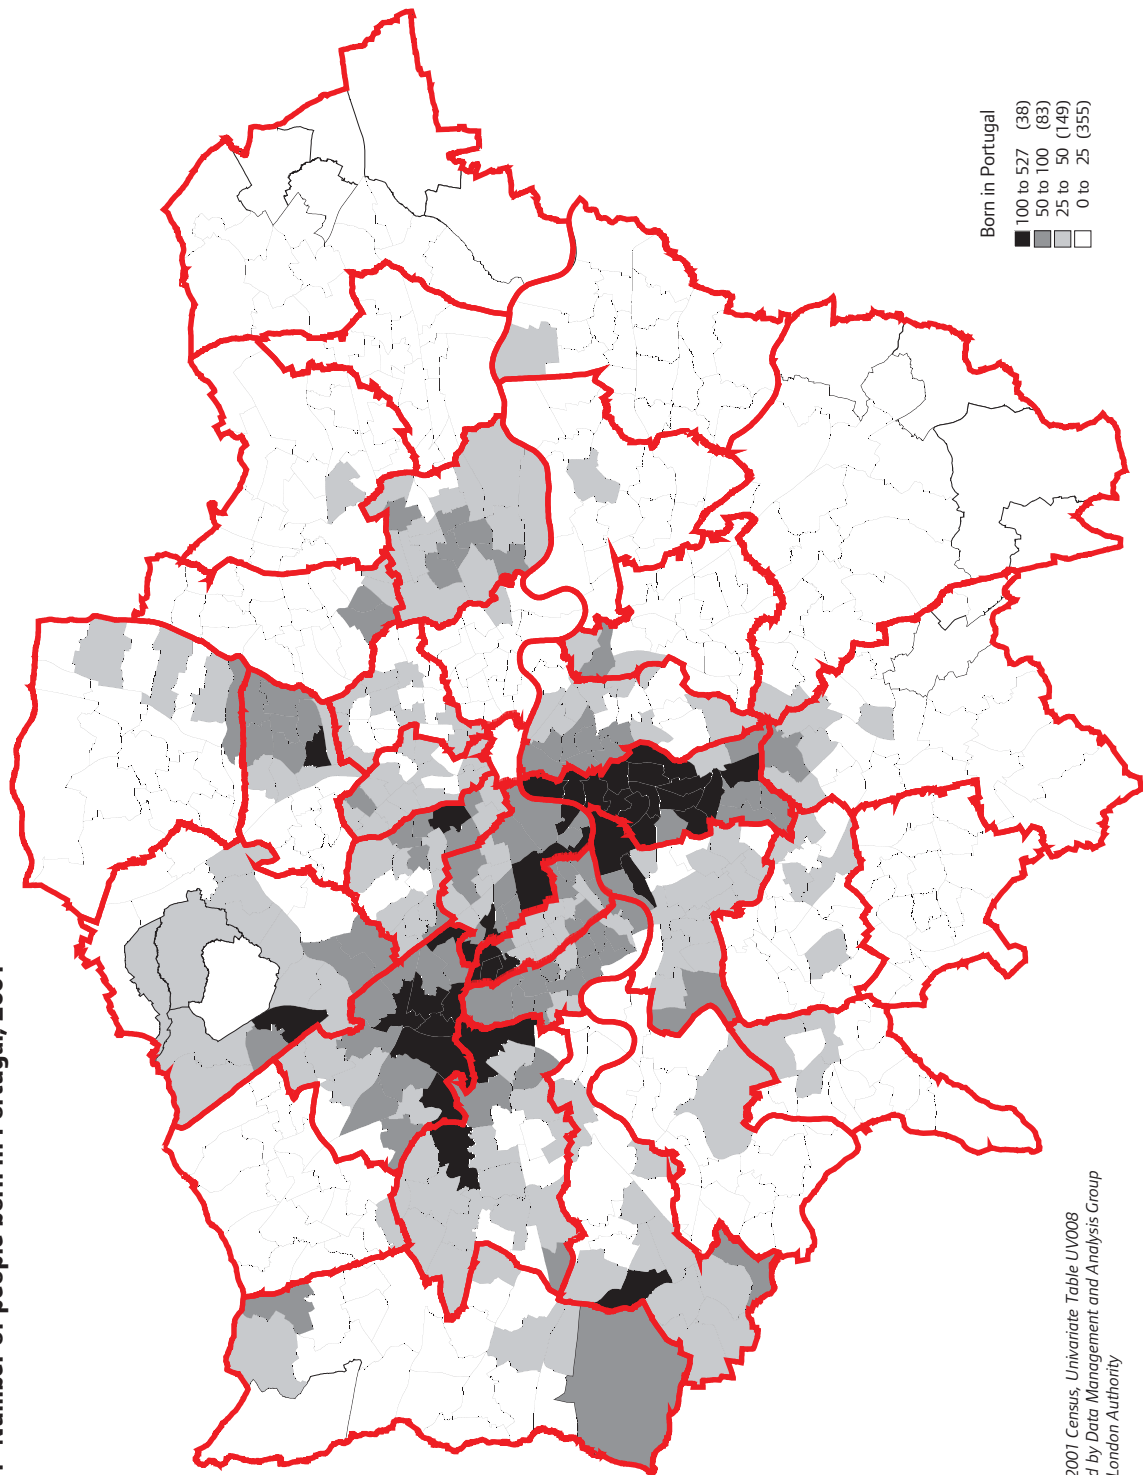 Number of people born in Portugal, 2001
Born in Portugal
100 to 527 (38)
50 to 100 (83)
25 to 50 (149)
0 to 25 (355)
2001 Census, Univariate Table UV008
d by Data Management and Analysis Group
London Authority